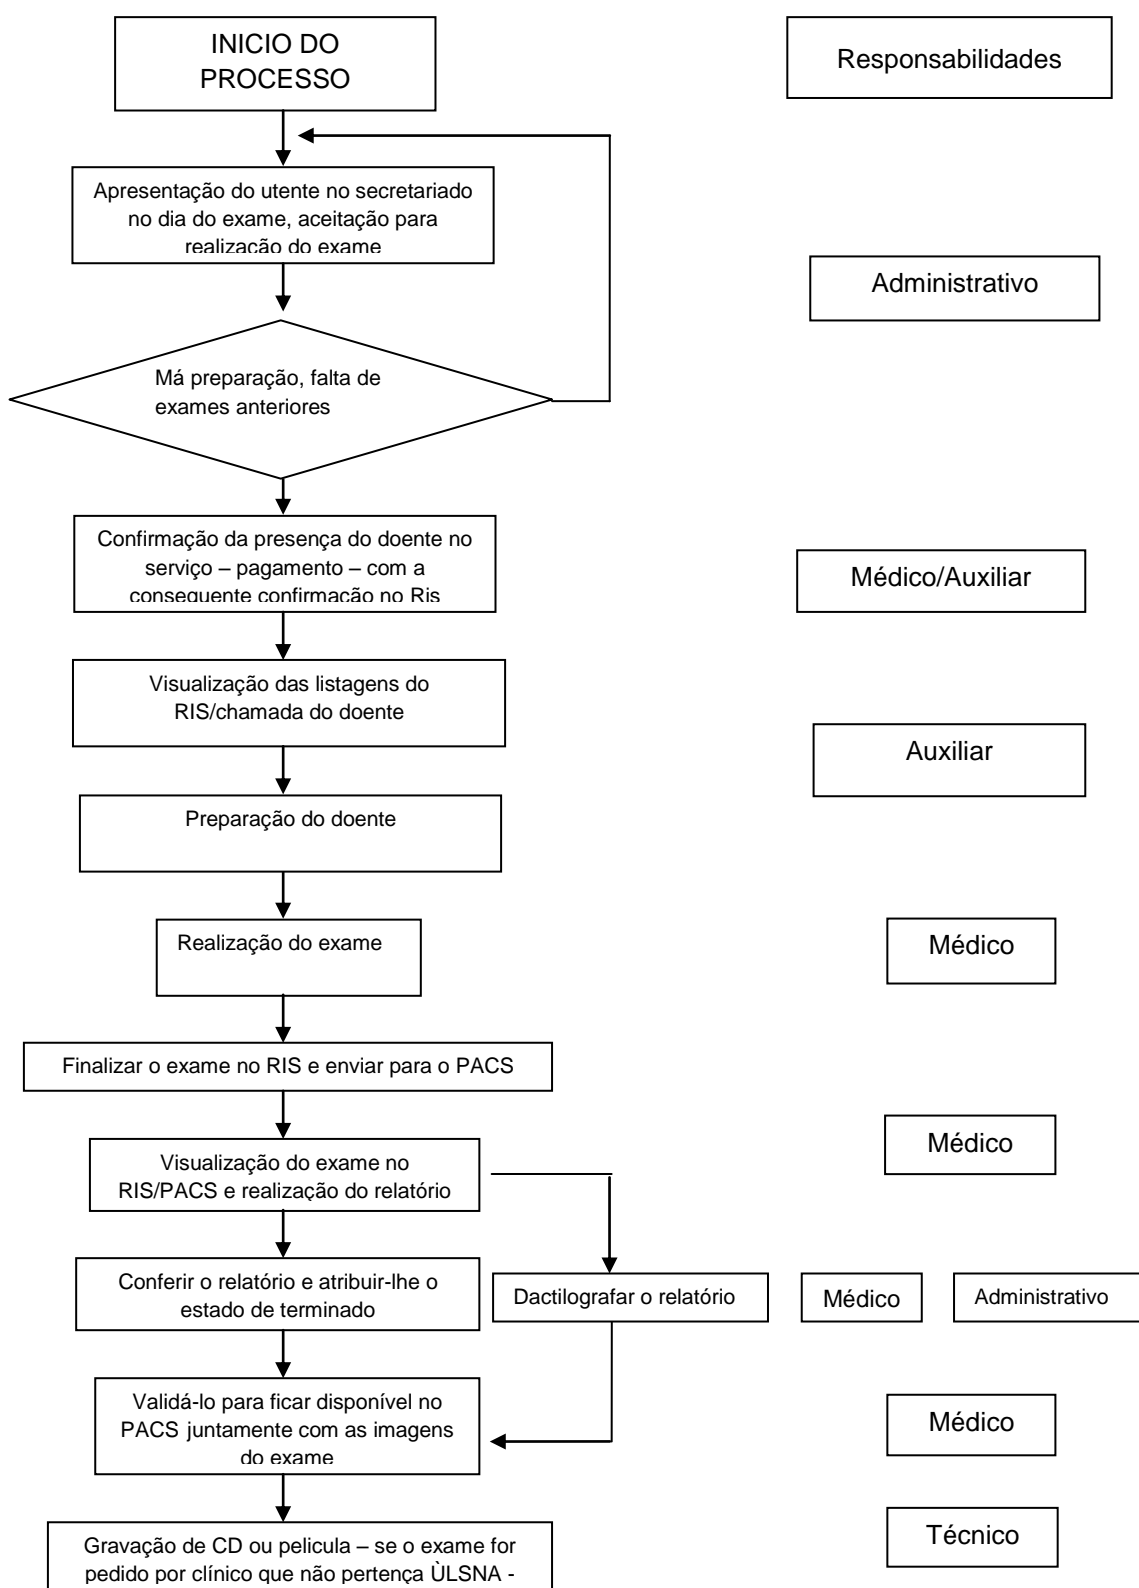 INICIO DO
PROCESSO
Responsabilidades
Apresentação do utente no secretariado
no dia do exame, aceitação para
realização do exame
Administrativo
Má preparação, falta de
exames anteriores
Confirmação da presença do doente no
serviço – pagamento – com a
consequente confirmação no Ris
Médico/Auxiliar
Visualização das listagens do
RIS/chamada do doente
Auxiliar
Preparação do doente
Realização do exame
Médico
Finalizar o exame no RIS e enviar para o PACS
Médico
Visualização do exame no
RIS/PACS e realização do relatório
Conferir o relatório e atribuir-lhe o
estado de terminado
Dactilografar o relatório
Médico
Administrativo
Validá-lo para ficar disponível no
PACS juntamente com as imagens
do exame
Médico
Técnico
Gravação de CD ou pelicula – se o exame for
pedido por clínico que não pertença ÙLSNA -